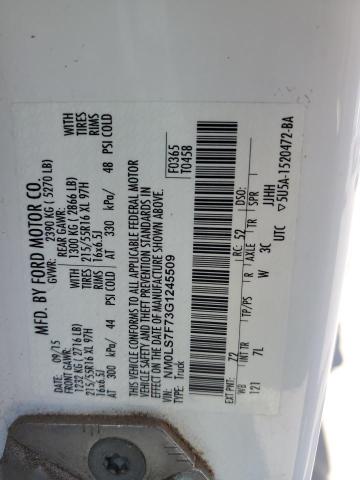 MFD. BY FORD MOTOR CO.
09/15 GVWR: 2390 KG ( 5270 LB)
FRONT GAWR: REAR GAWR:
1232 KG (2716 LB) WITH 1300 KG (2866 LB) WITH
215/55R16 XL 97H TIRES 215/55R16 XL 97H TIRES
16x6.5J RIMS 16x6.5J RIMS
AT 300 kPa/ 44 PSI COLD AT 330 kPa/ 48 PSI COLD
THIS VEHICLE CONFORMS TO ALL APPLICABLE FEDERAL MOTOR
VEHICLE SAFETY AND THEFT PREVENTION STANDARDS IN
EFFECT ON THE DATE OF MANUFACTURE SHOWN ABOVE.
VIN: NM0LS7F73G1245509 F0365
TYPE: Truck T0458
EXT PNT: Z2 RC: 52 DSO:
WB TP/PS R AXLE TR SPR
121 7L W 3C JJHH
UTC ▽5U5A-1520472-BA